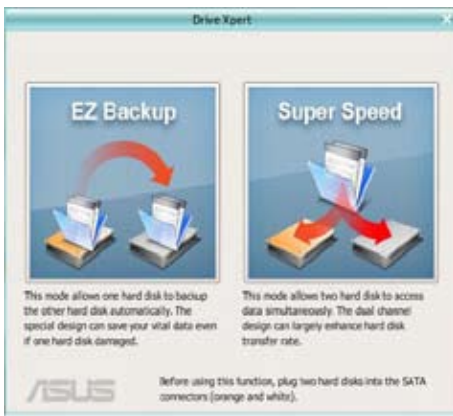 Drive Xpert
EZ Backup
This mode allows one hard disk to backup
the other hard disk automatically. The
special design can save your vital data even
if one hard disk damaged.
Super Speed
This mode allows two hard disk to access
data simultaneously. The dual channel
design can largely enhance hard disk
transfer rate.
ASUS
Before using this function, plug two hard disks into the SATA
connectors (orange and white).